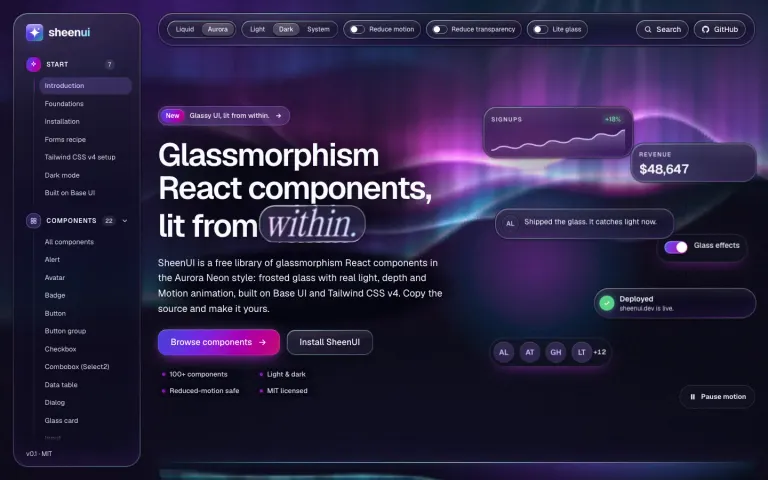 sheenui
START 7
Introduction
Foundations
Installation
Forms recipe
Tailwind CSS v4 setup
Dark mode
Built on Base UI
COMPONENTS 22
All components
Alert
Avatar
Badge
Button
Button group
Checkbox
Combobox (Select2)
Data table
Dialog
Glass card
v0.1 · MIT
Liquid Aurora Light Dark System Reduce motion Reduce transparency Lite glass Search GitHub
New Glassy UI, lit from within. →
Glassmorphism
React components,
lit from within.
SheenUI is a free library of glassmorphism React components in
the Aurora Neon style: frosted glass with real light, depth and
Motion animation, built on Base UI and Tailwind CSS v4. Copy the
source and make it yours.
Browse components → Install SheenUI
100+ components Light & dark
Reduced-motion safe MIT licensed
SIGNUPS +18%
REVENUE
$48,647
AL Shipped the glass. It catches light now.
Glass effects
Deployed
sheenui.dev is live.
AL AT GH LT +12
Pause motion